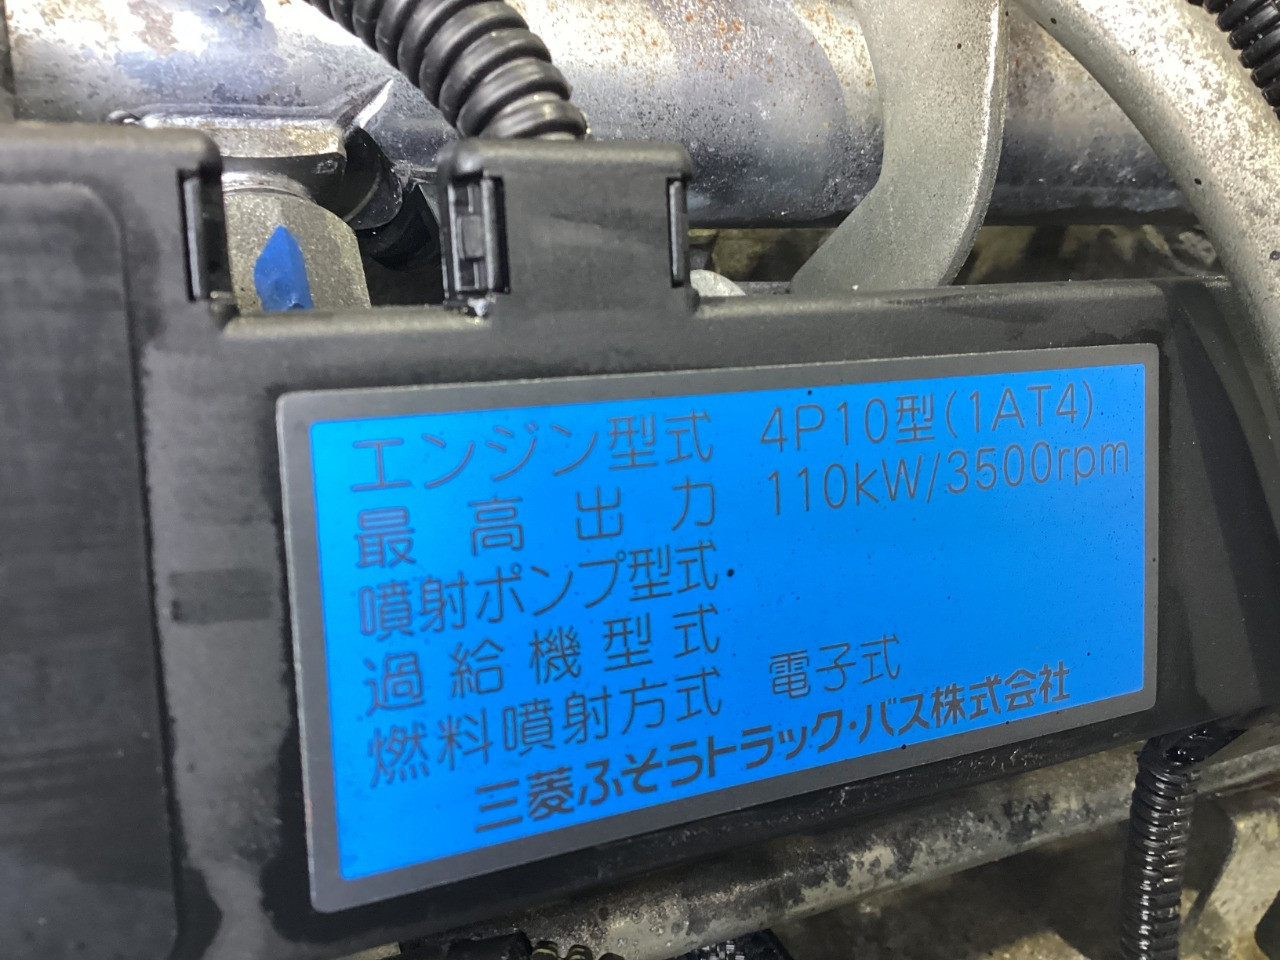 エンジン型式 4P10型(1AT4)
最高出力 110kW/3500rpm
噴射ポンプ型式
過給機型式
燃料噴射方式 電子式
三菱ふそうトラック・バス株式会社